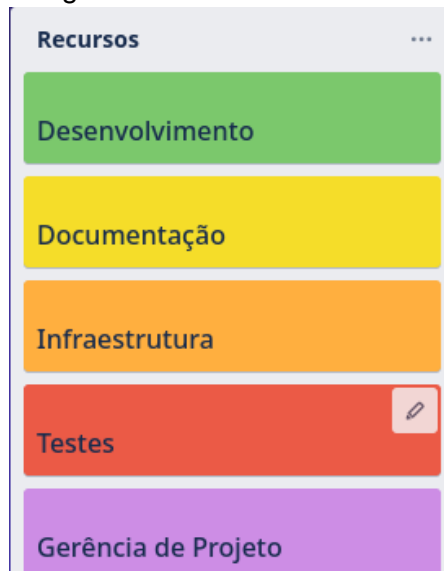 Recursos
Desenvolvimento
Documentação
Infraestrutura
Testes
Gerência de Projeto